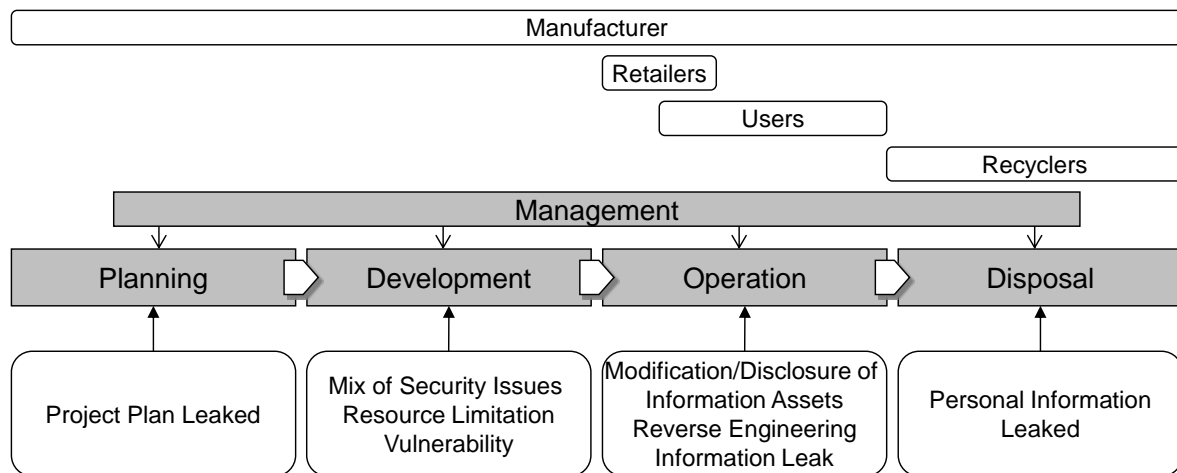 Manufacturer
Retailers
Users
Recyclers
Management
Planning
Development
Operation
Disposal
Project Plan Leaked
Mix of Security Issues
Resource Limitation
Vulnerability
Modification/Disclosure of
Information Assets
Reverse Engineering
Information Leak
Personal Information
Leaked